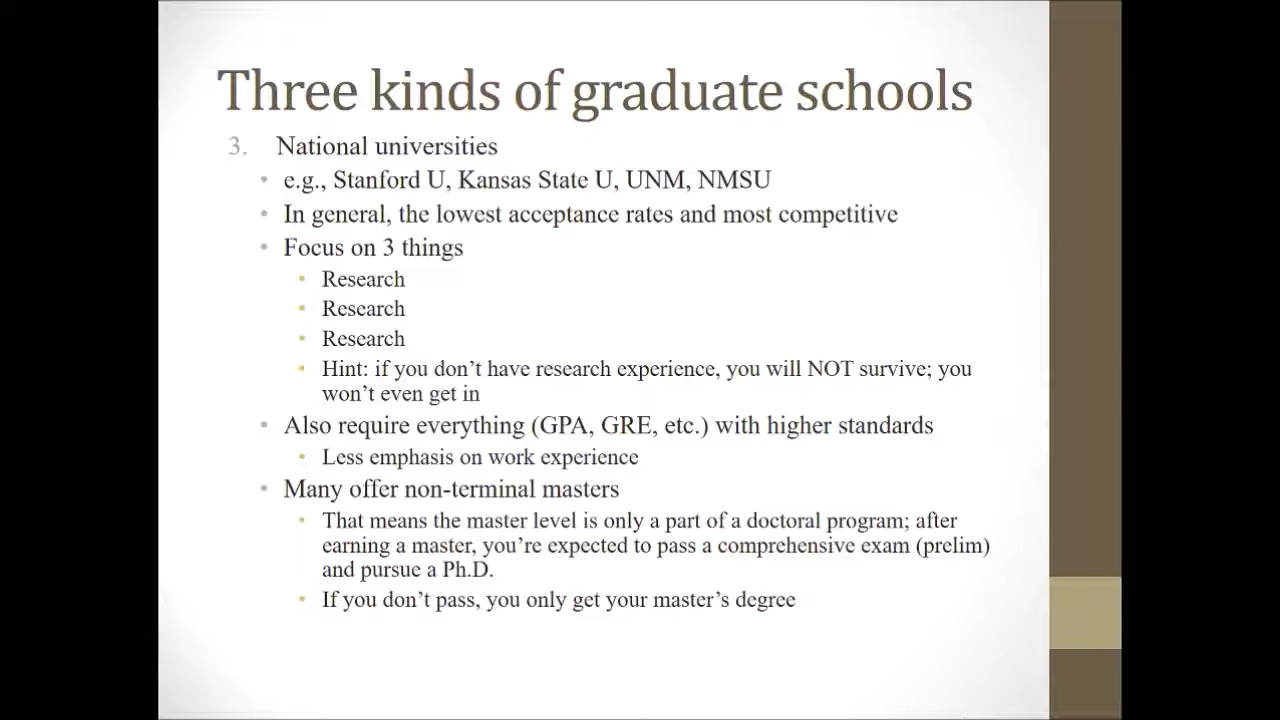 Three kinds of graduate schools
3. National universities
• e.g., Stanford U, Kansas State U, UNM, NMSU
• In general, the lowest acceptance rates and most competitive
• Focus on 3 things
• Research
• Research
• Research
• Hint: if you don’t have research experience, you will NOT survive; you
won’t even get in
• Also require everything (GPA, GRE, etc.) with higher standards
• Less emphasis on work experience
• Many offer non-terminal masters
• That means the master level is only a part of a doctoral program; after
earning a master, you’re expected to pass a comprehensive exam (prelim)
and pursue a Ph.D.
• If you don’t pass, you only get your master’s degree